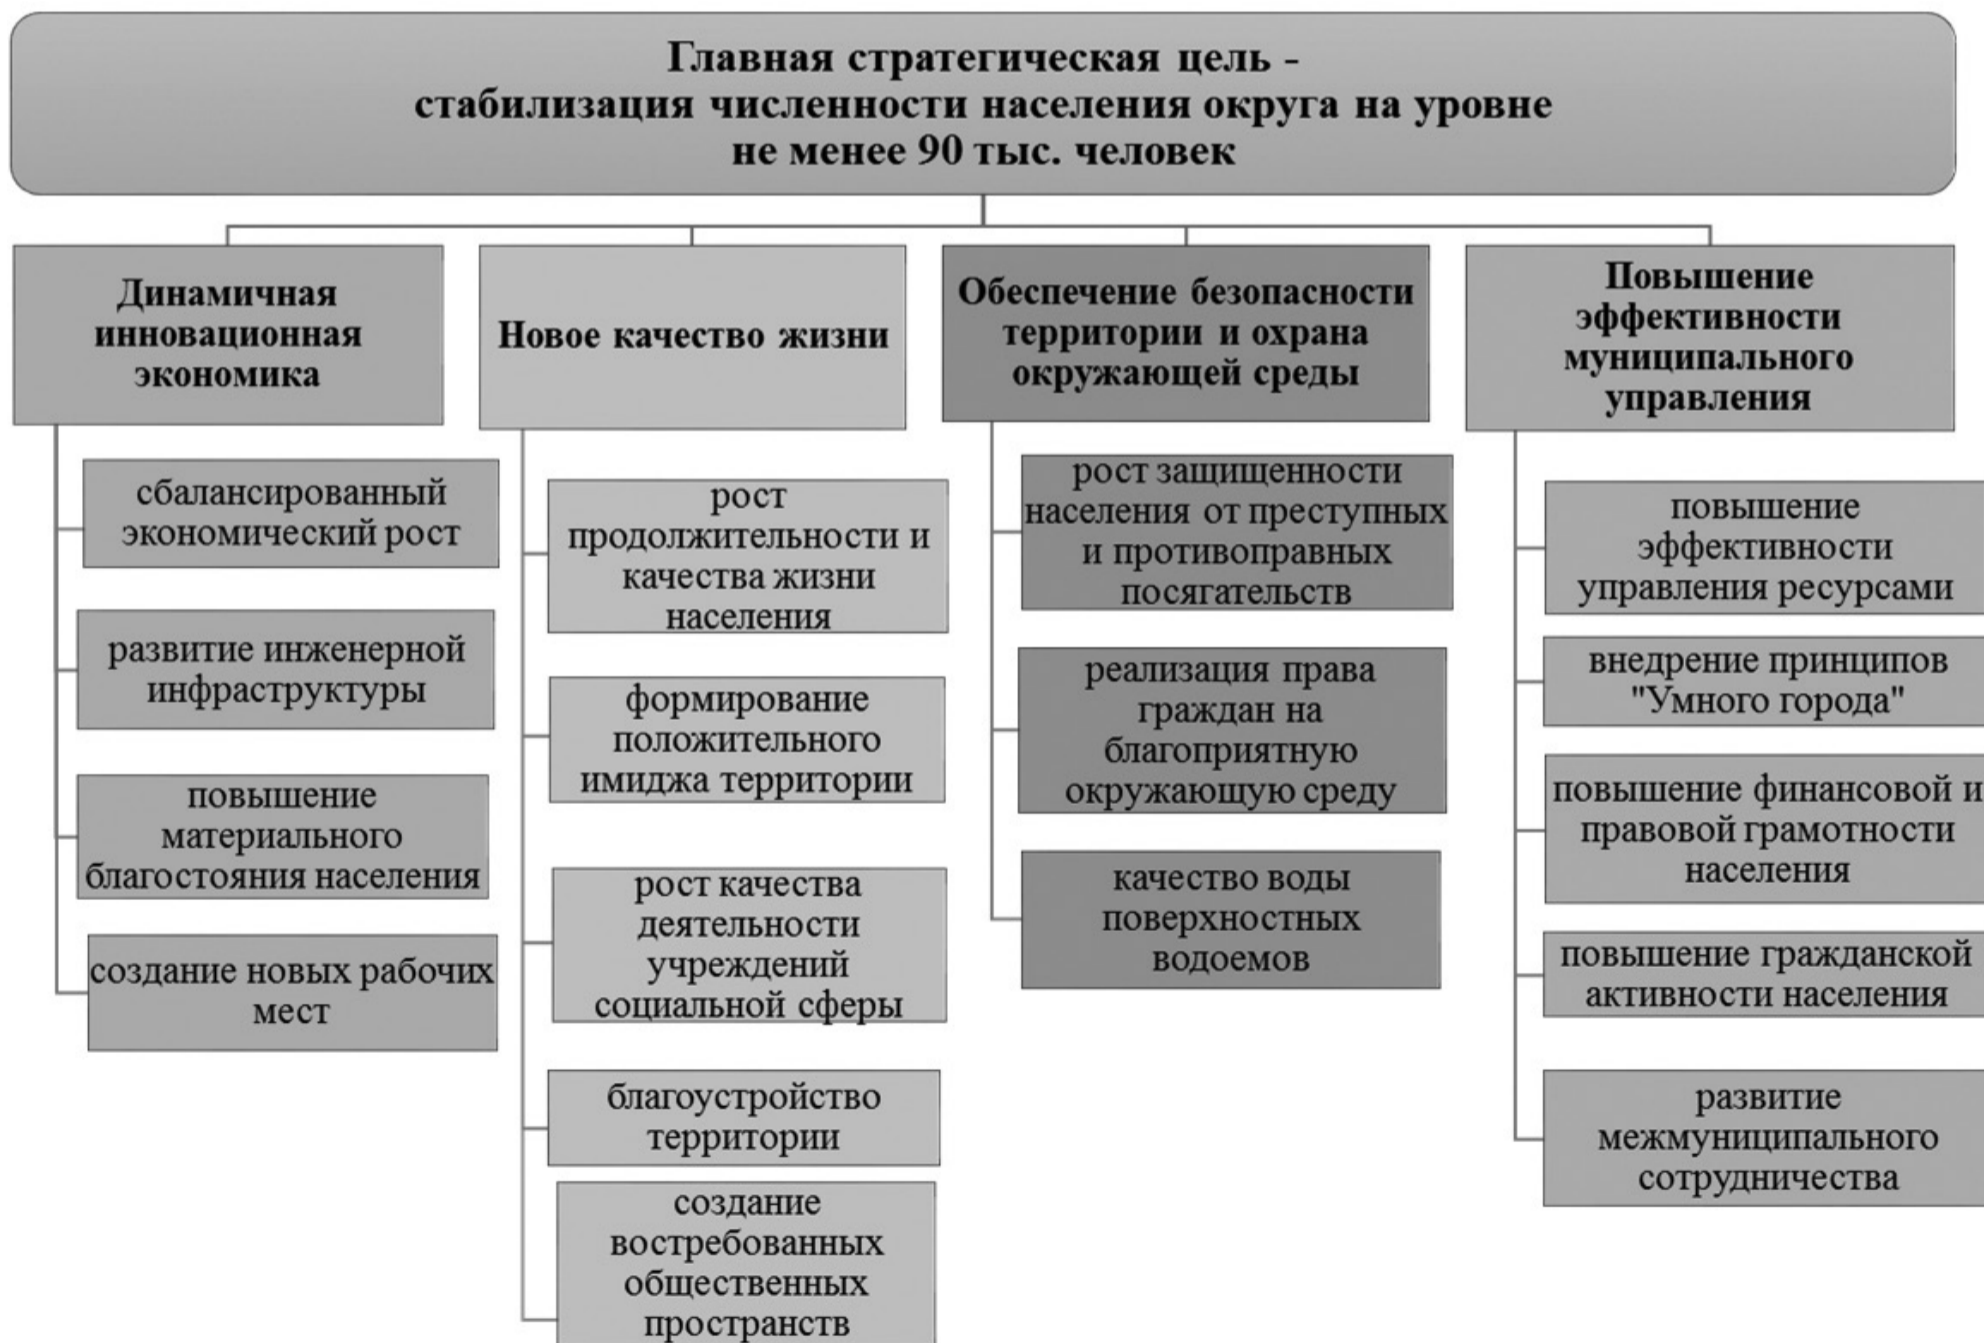 Главная стратегическая цель -
стабилизация численности населения округа на уровне
не менее 90 тыс. человек
Динамичная
инновационная
экономика
сбалансированный
экономический рост
развитие инженерной
инфраструктуры
повышение
материального
благостояния населения
создание новых рабочих
мест
Новое качество жизни
рост
продолжительности и
качества жизни
населения
формирование
положительного
имиджа территории
рост качества
деятельности
учреждений
социальной сферы
благоустройство
территории
создание
востребованных
общественных
пространств
Обеспечение безопасности
территории и охрана
окружающей среды
рост защищенности
населения от преступных
и противоправных
посягательств
реализация права
граждан на
благоприятную
окружающую среду
качество воды
поверхностных
водоемов
Повышение
эффективности
муниципального
управления
повышение
эффективности
управления ресурсами
внедрение принципов
"Умного города"
повышение финансовой и
правовой грамотности
населения
повышение гражданской
активности населения
развитие
межмуниципального
сотрудничества